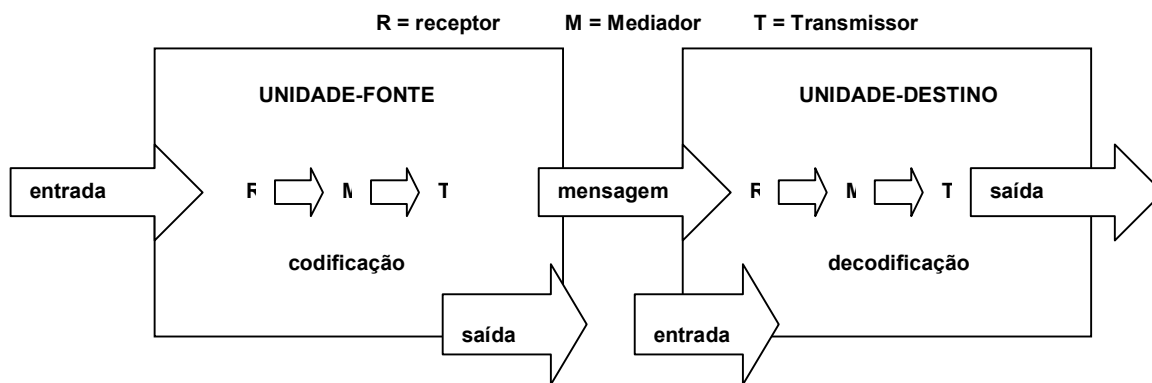 R = receptor M = Mediador T = Transmissor
UNIDADE-FONTE UNIDADE-DESTINO
entrada R M T mensagem R M T saída
codificação decodificação
saída entrada